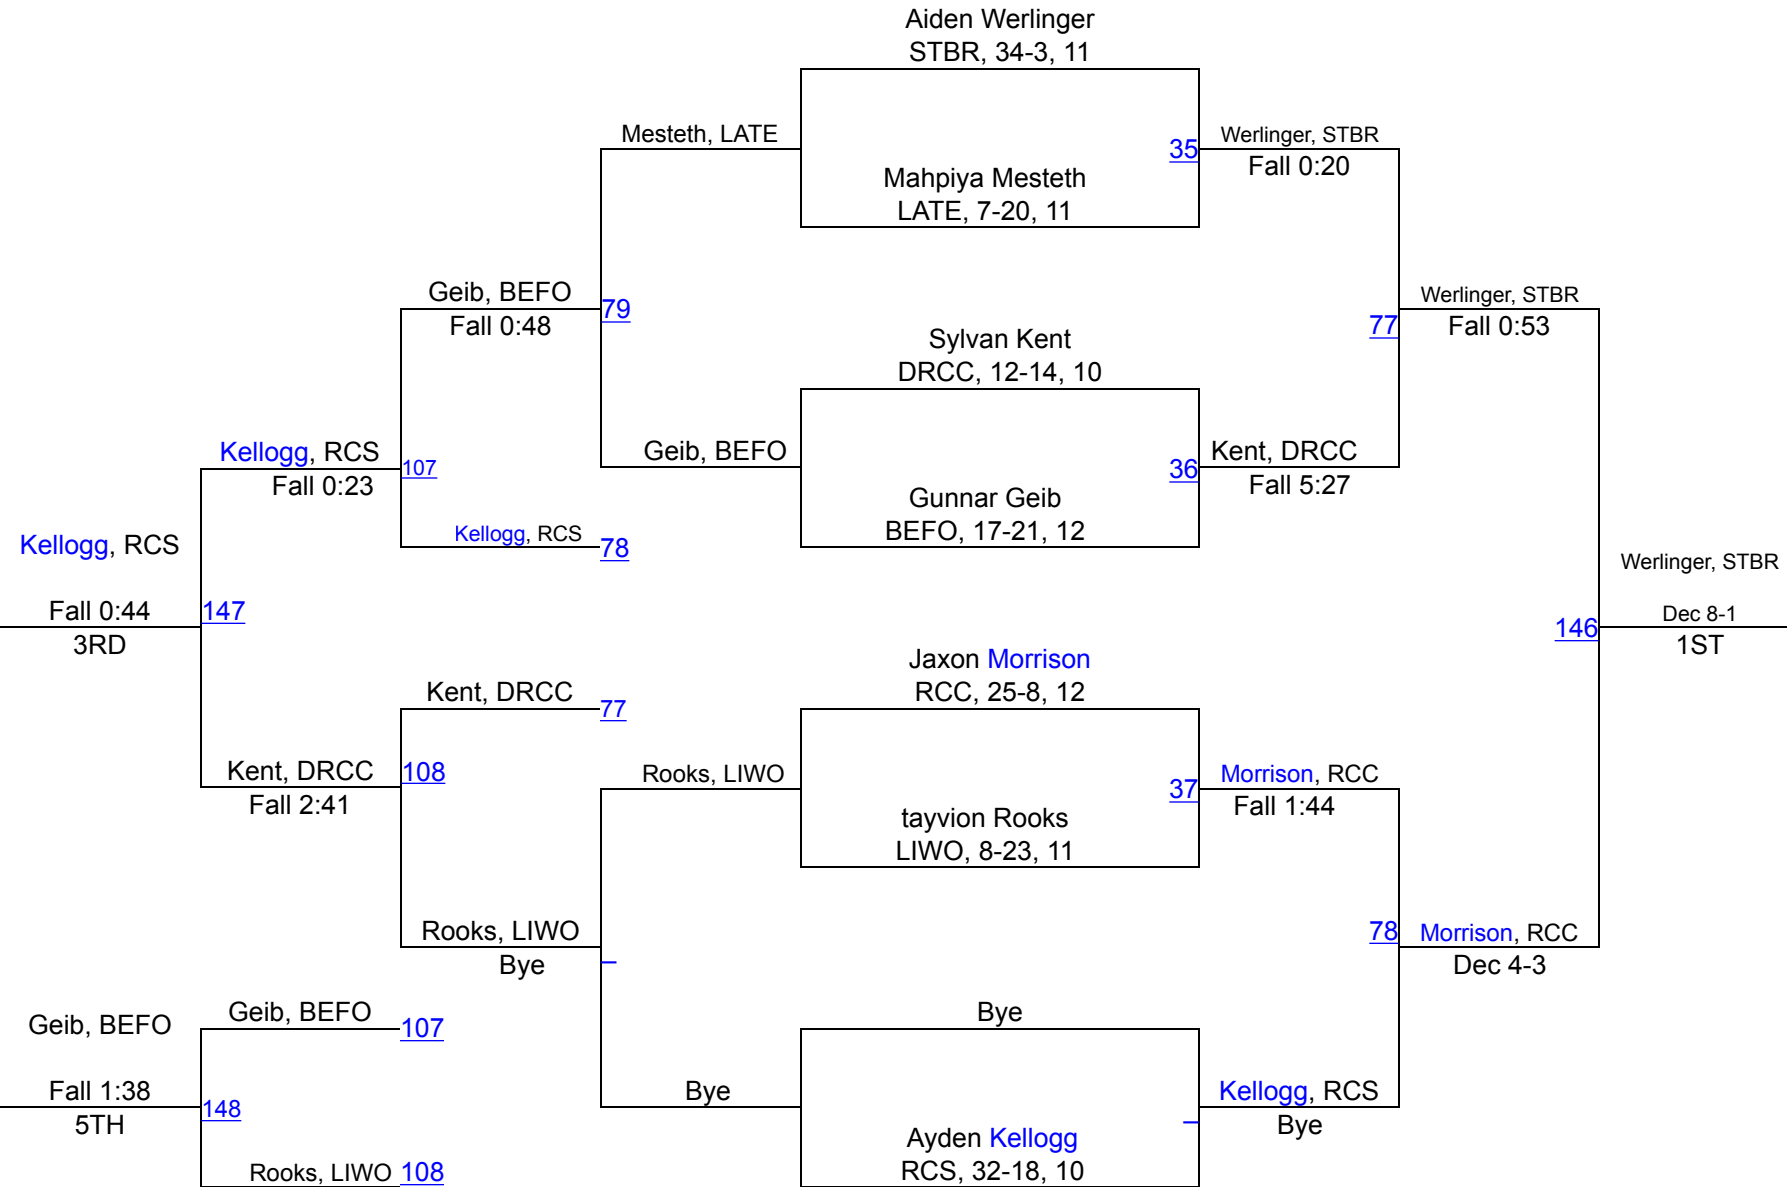 Aiden Werlinger
STBR, 34-3, 11
Mesteth, LATE
35
Werlinger, STBR
Fall 0:20
Mahpiya Mesteth
LATE, 7-20, 11
Geib, BEFO
Fall 0:48
79
Werlinger, STBR
77
Fall 0:53
Sylvan Kent
DRCC, 12-14, 10
Kellogg, RCS
Fall 0:23
107
Geib, BEFO
36
Kent, DRCC
Fall 5:27
Gunnar Geib
BEFO, 17-21, 12
Kellogg, RCS
Kellogg, RCS
78
Werlinger, STBR
Fall 0:44
147
3RD
146
Dec 8-1
1ST
Jaxon Morrison
RCC, 25-8, 12
Kent, DRCC
77
Kent, DRCC
108
Fall 2:41
Rooks, LIWO
37
Morrison, RCC
Fall 1:44
tayvion Rooks
LIWO, 8-23, 11
Rooks, LIWO
Bye
78
Morrison, RCC
Dec 4-3
Geib, BEFO
Geib, BEFO
107
Bye
Fall 1:38
148
5TH
Bye
Kellogg, RCS
Bye
Ayden Kellogg
RCS, 32-18, 10
Rooks, LIWO
108